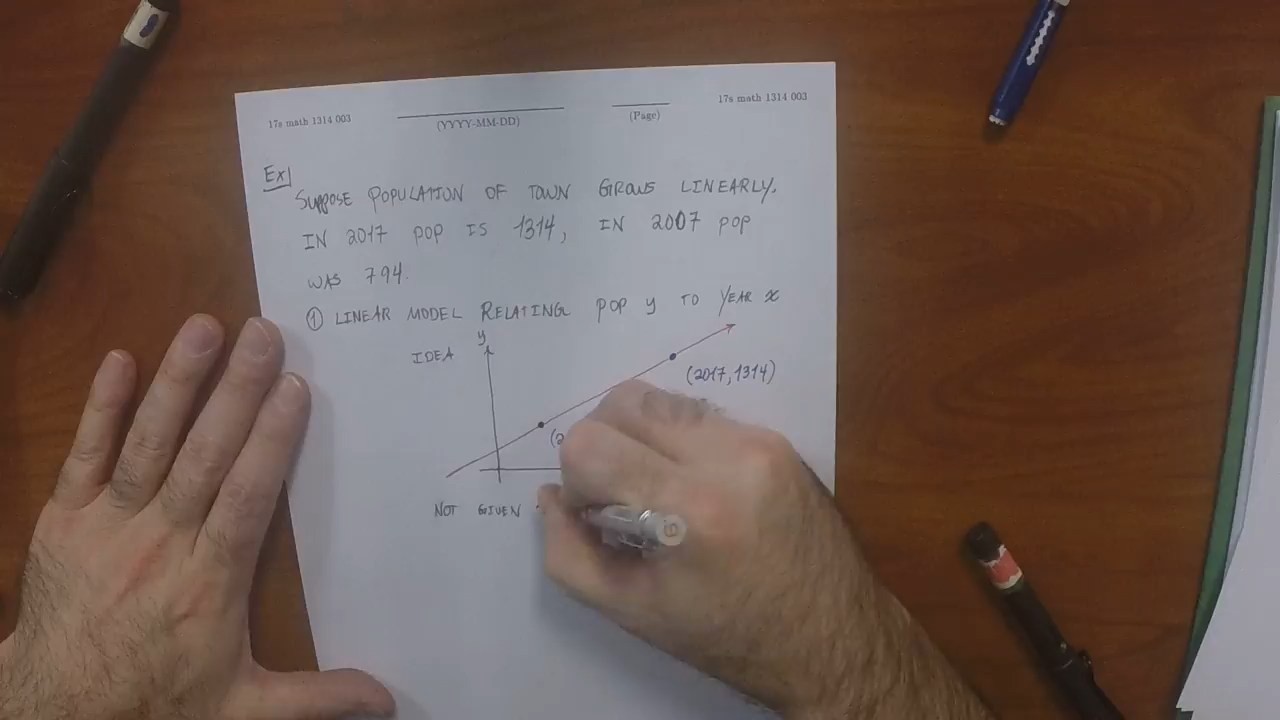 17s math 1314 003
(YYYY-MM-DD)
(Page)
17s math 1314 003
Ex
SUPPOSE POPULATION OF TOWN GROWS LINEARLY.
IN 2017 POP IS 1314, IN 2007 POP
WAS 794.
① LINEAR MODEL RELATING POP y TO YEAR x
IDEA
y
(2017,1314)
(2
NOT GIVEN